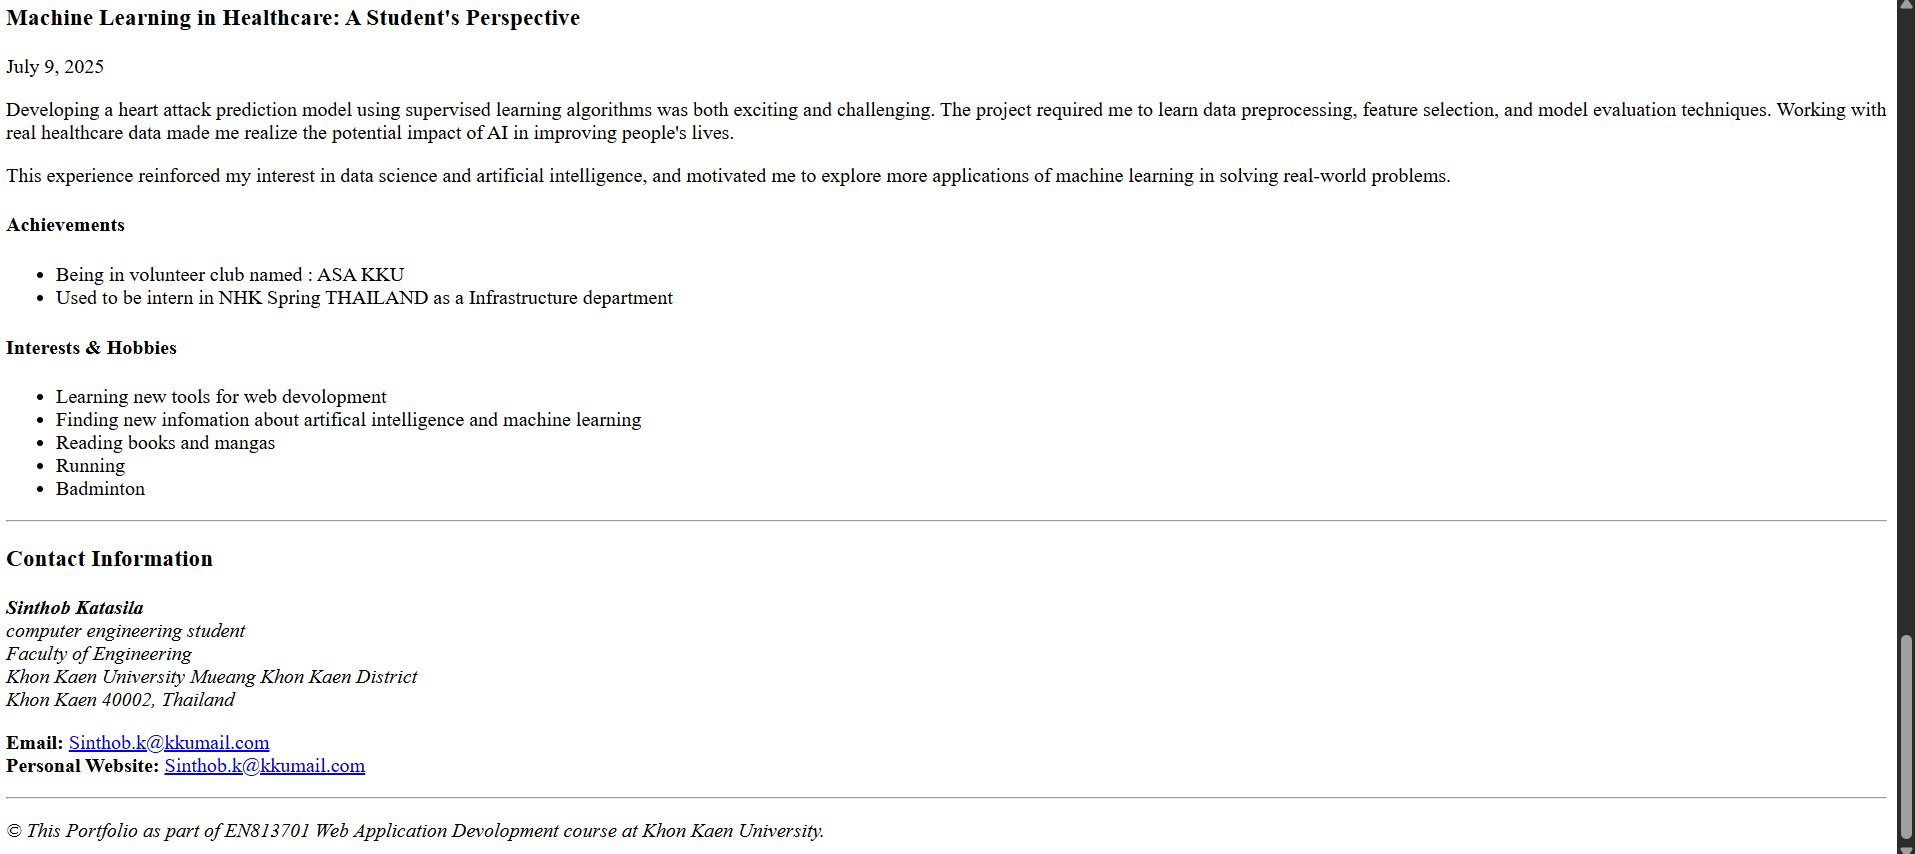 Machine Learning in Healthcare: A Student's Perspective
July 9, 2025
Developing a heart attack prediction model using supervised learning algorithms was both exciting and challenging. The project required me to learn data preprocessing, feature selection, and model evaluation techniques. Working with
real healthcare data made me realize the potential impact of AI in improving people's lives.
This experience reinforced my interest in data science and artificial intelligence, and motivated me to explore more applications of machine learning in solving real-world problems.
Achievements
• Being in volunteer club named : ASA KKU
• Used to be intern in NHK Spring THAILAND as a Infrastructure department
Interests & Hobbies
• Learning new tools for web devolopment
• Finding new infomation about artifical intelligence and machine learning
• Reading books and mangas
• Running
• Badminton
Contact Information
Sinthob Katasila
computer engineering student
Faculty of Engineering
Khon Kaen University Mueang Khon Kaen District
Khon Kaen 40002, Thailand
Email: Sinthob.k@kkumail.com
Personal Website: Sinthob.k@kkumail.com
© This Portfolio as part of EN813701 Web Application Devolopment course at Khon Kaen University.